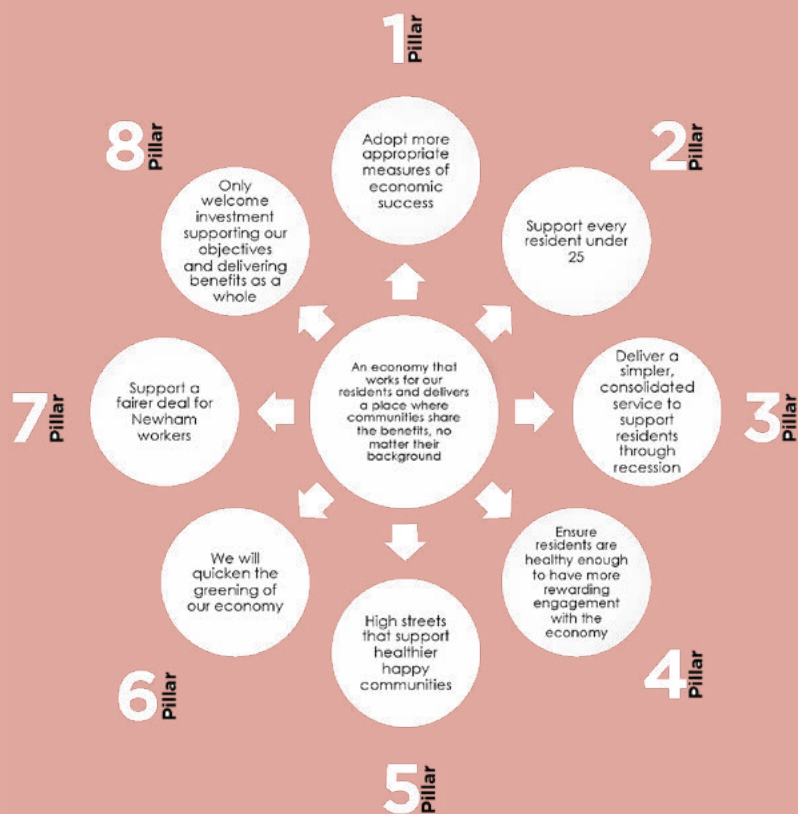 1
Pillar
Adopt more
appropriate
measures of
economic
success
2
Pillar
Support every
resident under
25
3
Pillar
Deliver a
simpler,
consolidated
service to
support
residents
through
recession
4
Pillar
Ensure
residents are
healthy enough
to have more
rewarding
engagement
with the
economy
5
Pillar
High streets
that support
healthier
happy
communities
6
Pillar
We will
quicken the
greening of
our economy
7
Pillar
Support a
fairer deal for
Newham
workers
8
Pillar
Only
welcome
investment
supporting our
objectives
and delivering
benefits as a
whole
An economy that
works for our
residents and delivers
a place where
communities share
the benefits, no
matter their
background